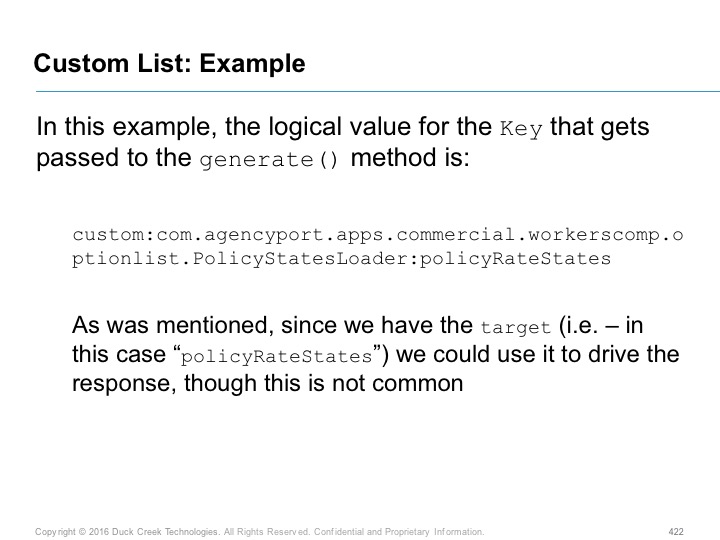 Custom List: Example
In this example, the logical value for the Key that gets
passed to the generate() method is:
custom:com.agencyport.apps.commercial.workerscomp.o
ptionlist.PolicyStatesLoader:policyRateStates
As was mentioned, since we have the target (i.e. – in
this case “policyRateStates”) we could use it to drive the
response, though this is not common
Copyright © 2016 Duck Creek Technologies. All Rights Reserved. Confidential and Proprietary Information.
422